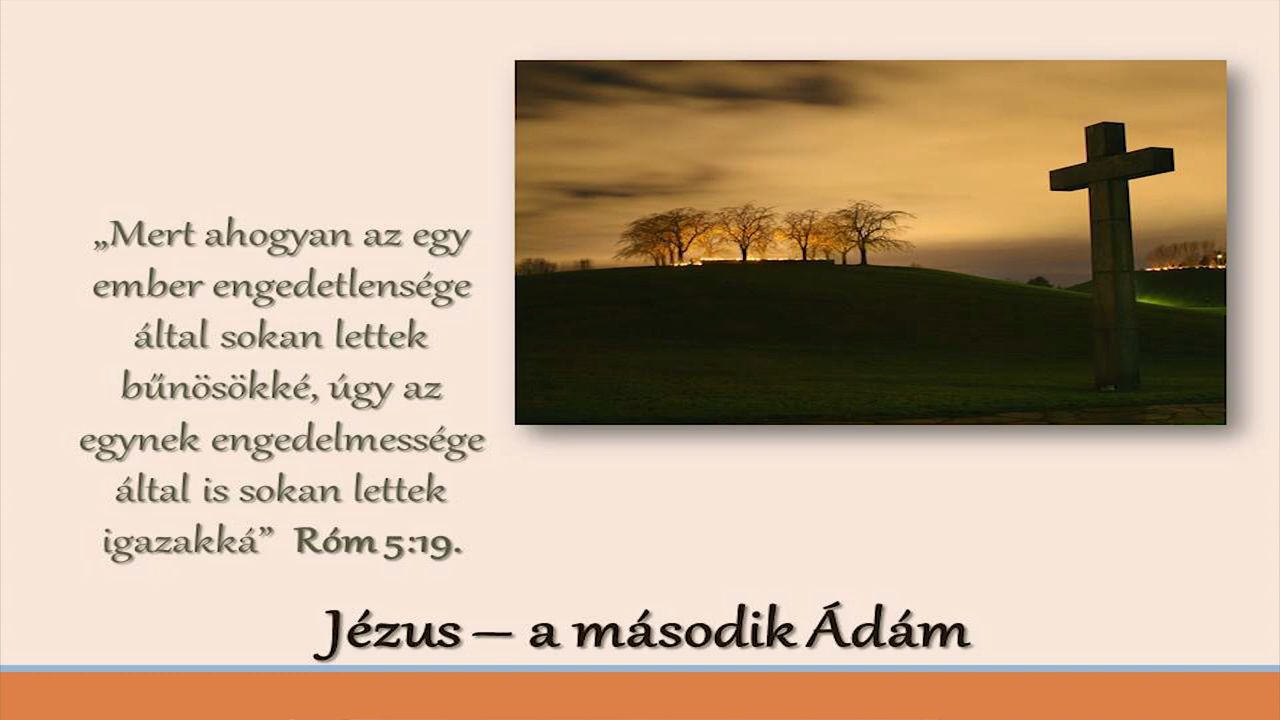 „Mert ahogyan az egy
ember engedetlensége
által sokan lettek
bűnösökké, úgy az
egynek engedelmessége
által is sokan lettek
igazakká” Róm 5:19.
Jézus – a második Ádám